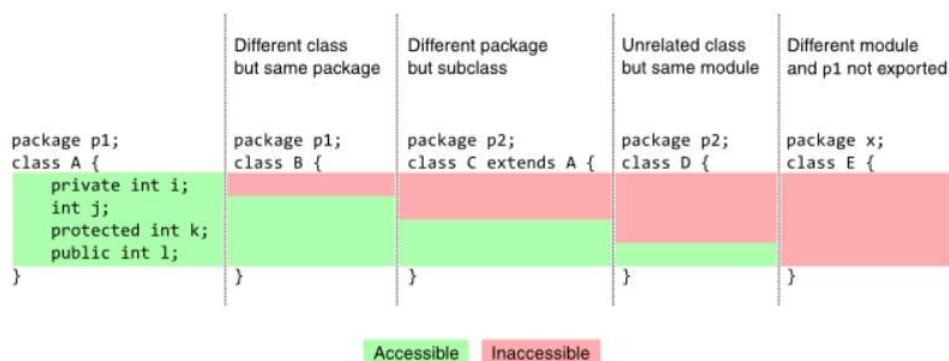 Different class
but same package
Different package
but subclass
Unrelated class
but same module
Different module
and p1 not exported
package p1;
class A {
private int i;
int j;
protected int k;
public int l;
}
package p1;
class B {
}
package p2;
class C extends A {
}
package p2;
class D {
}
package x;
class E {
}
Accessible
Inaccessible